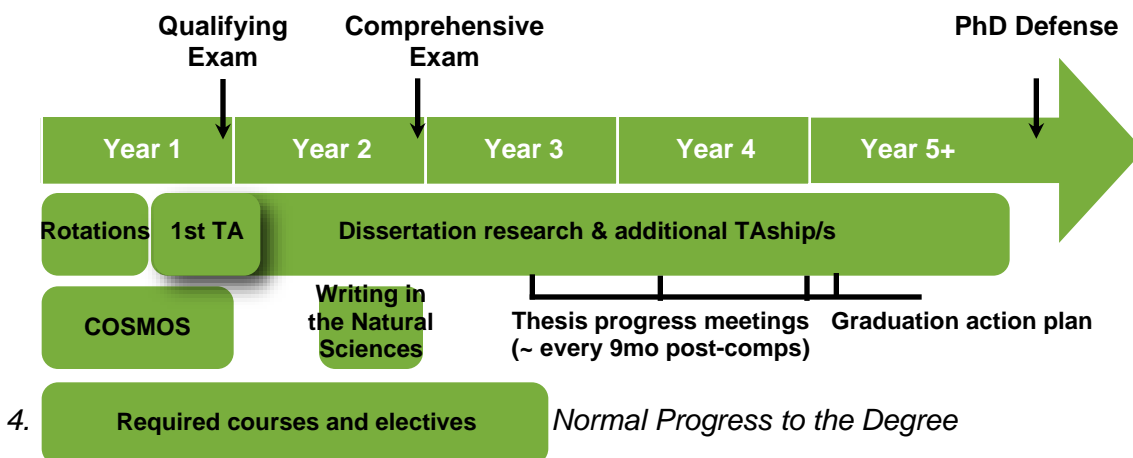 Qualifying
Exam
Comprehensive
Exam
PhD Defense
Year 1
Year 2
Year 3
Year 4
Year 5+
Rotations
1st TA
Dissertation research & additional TAship/s
COSMOS
Writing in
the Natural
Sciences
Thesis progress meetings
(~ every 9mo post-comps)
Graduation action plan
4.
Required courses and electives
Normal Progress to the Degree